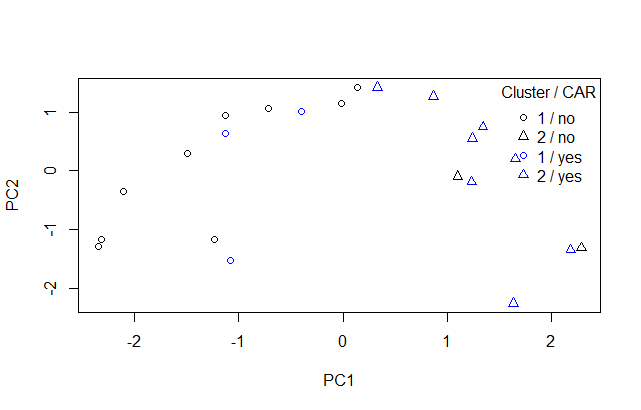 Cluster / CAR
1 / no
2 / no
1 / yes
2 / yes
PC2
1
0
-1
-2
-2
-1
0
1
2
PC1